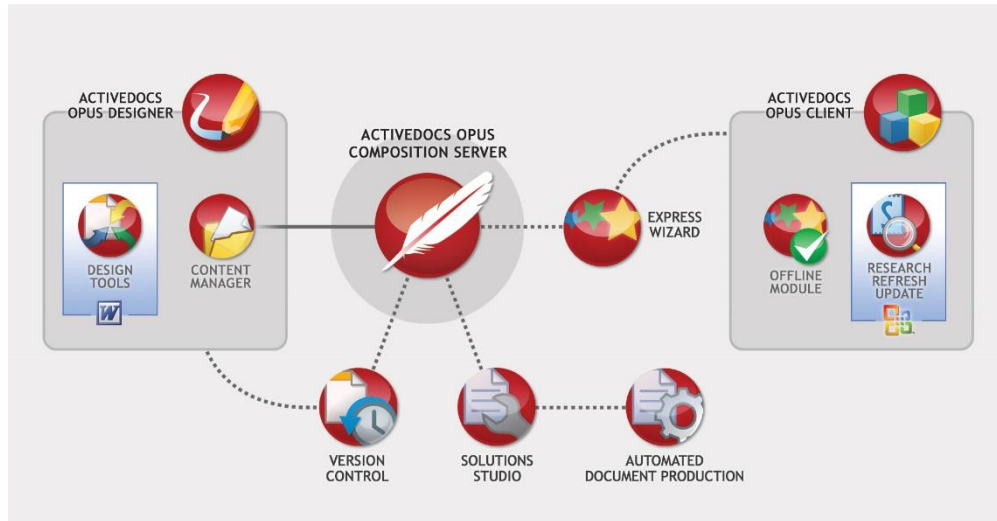 ACTIVEDOCS
OPUS DESIGNER
DESIGN
TOOLS
W
CONTENT
MANAGER
ACTIVEDOCS OPUS
COMPOSITION SERVER
EXPRESS
WIZARD
ACTIVEDOCS
OPUS CLIENT
OFFLINE
MODULE
RESEARCH
REFRESH
UPDATE
VERSION
CONTROL
SOLUTIONS
STUDIO
AUTOMATED
DOCUMENT PRODUCTION